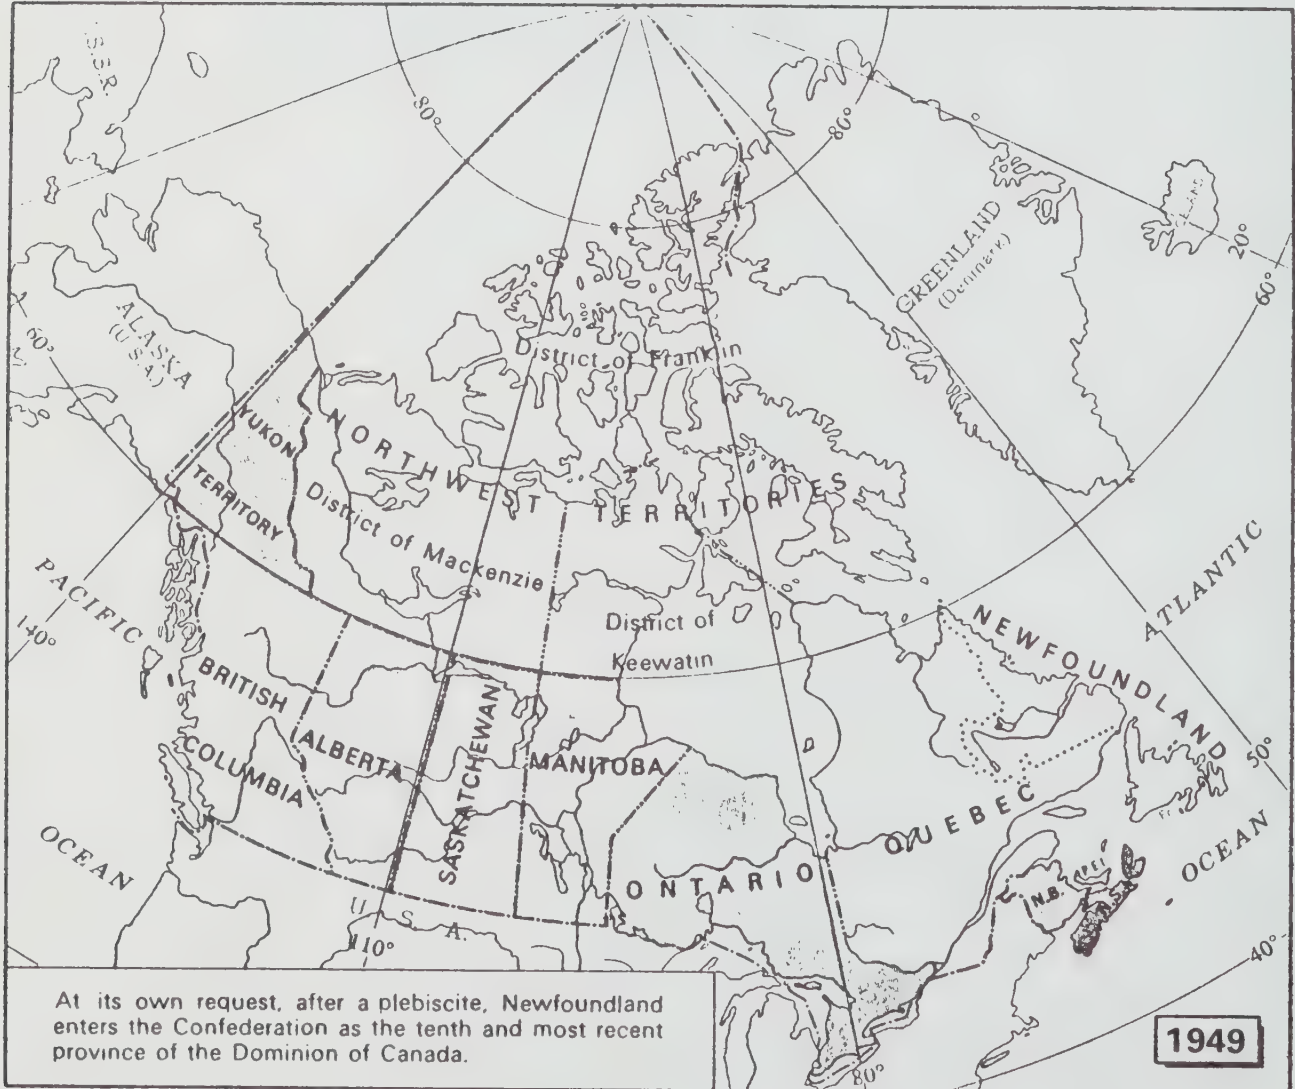 S.S.R.
80°
80°
ICELAND
20°
60°
GREENLAND
(Denmark)
ALASKA
(U.S.A.)
60°
District of Franklin
YUKON
TERRITORY
NORTHWEST TERRITORIES
District of Mackenzie
District of
Keewatin
PACIFIC
OCEAN
140°
ATLANTIC
OCEAN
NEWFOUNDLAND
BRITISH
COLUMBIA
ALBERTA
SASKATCHEWAN
MANITOBA
50°
QUEBEC
ONTARIO
P.E.I.
N.B.
N.S.
Fr.
U. S. A.
110°
40°
80°
At its own request, after a plebiscite, Newfoundland
enters the Confederation as the tenth and most recent
province of the Dominion of Canada.
1949